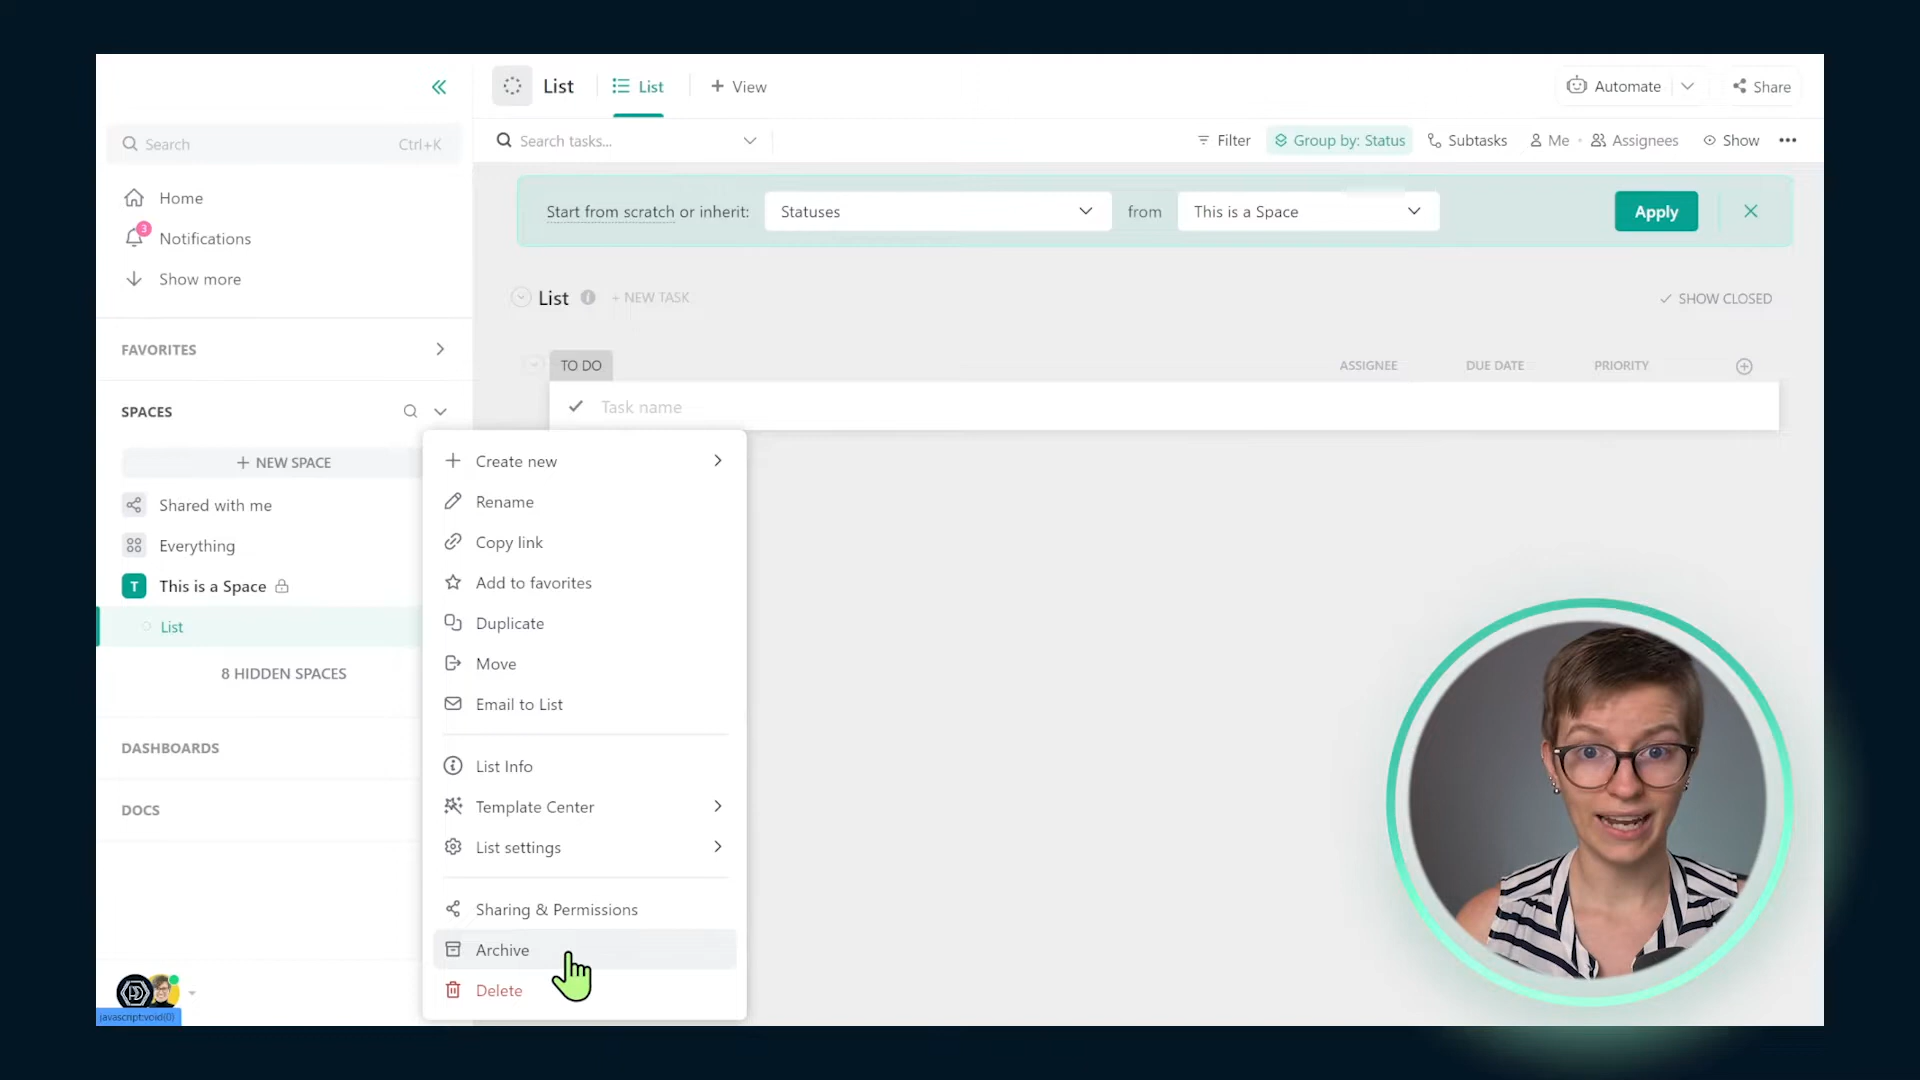 List
List
+ View
Automate
Share
Search
Ctrl+K
Search tasks...
Filter
Group by: Status
Subtasks
Me
Assignees
Show
Home
3
Notifications
Show more
Start from scratch or inherit:
Statuses
from
This is a Space
Apply
List
+ NEW TASK
SHOW CLOSED
FAVORITES
TO DO
ASSIGNEE
DUE DATE
PRIORITY
Task name
SPACES
+ NEW SPACE
Shared with me
Everything
T
This is a Space
List
8 HIDDEN SPACES
DASHBOARDS
DOCS
Create new
Rename
Copy link
Add to favorites
Duplicate
Move
Email to List
List Info
Template Center
List settings
Sharing & Permissions
Archive
Delete
javascript:void(0)